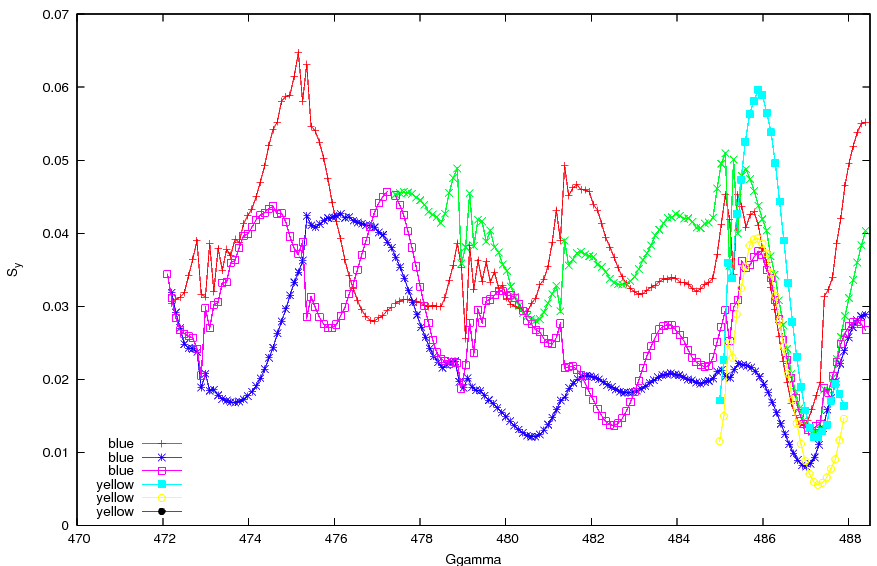 0.07
0.06
0.05
0.04
0.03
0.02
0.01
0
S_y
blue
blue
blue
yellow
yellow
yellow
470 472 474 476 478 480 482 484 486 488
Ggamma